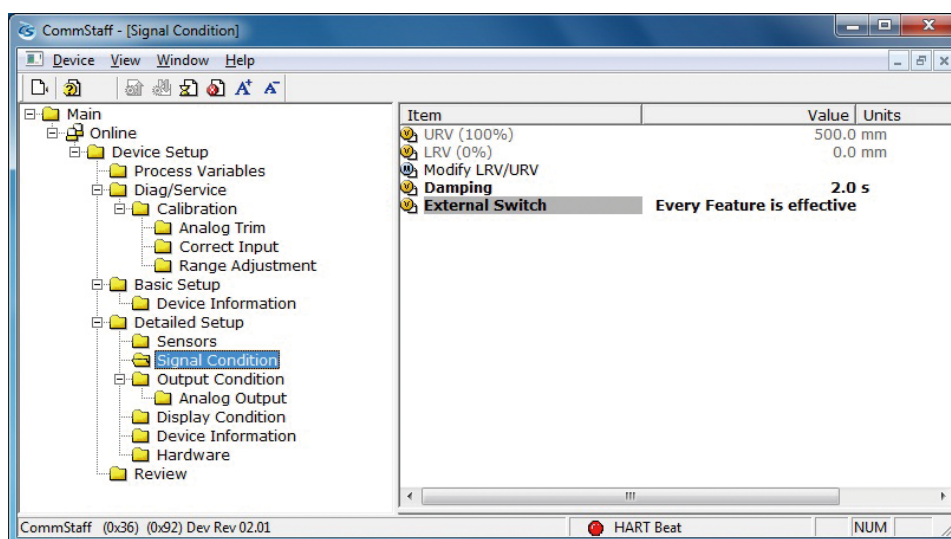 CommStaff - [Signal Condition]
Device View Window Help
Main
Online
Device Setup
Process Variables
Diag/Service
Calibration
Analog Trim
Correct Input
Range Adjustment
Basic Setup
Device Information
Detailed Setup
Sensors
Signal Condition
Output Condition
Analog Output
Display Condition
Device Information
Hardware
Review
Item Value Units
URV (100%) 500.0 mm
LRV (0%) 0.0 mm
Modify LRV/URV
Damping 2.0 s
External Switch Every Feature is effective
CommStaff (0x36) (0x92) Dev Rev 02.01 HART Beat NUM